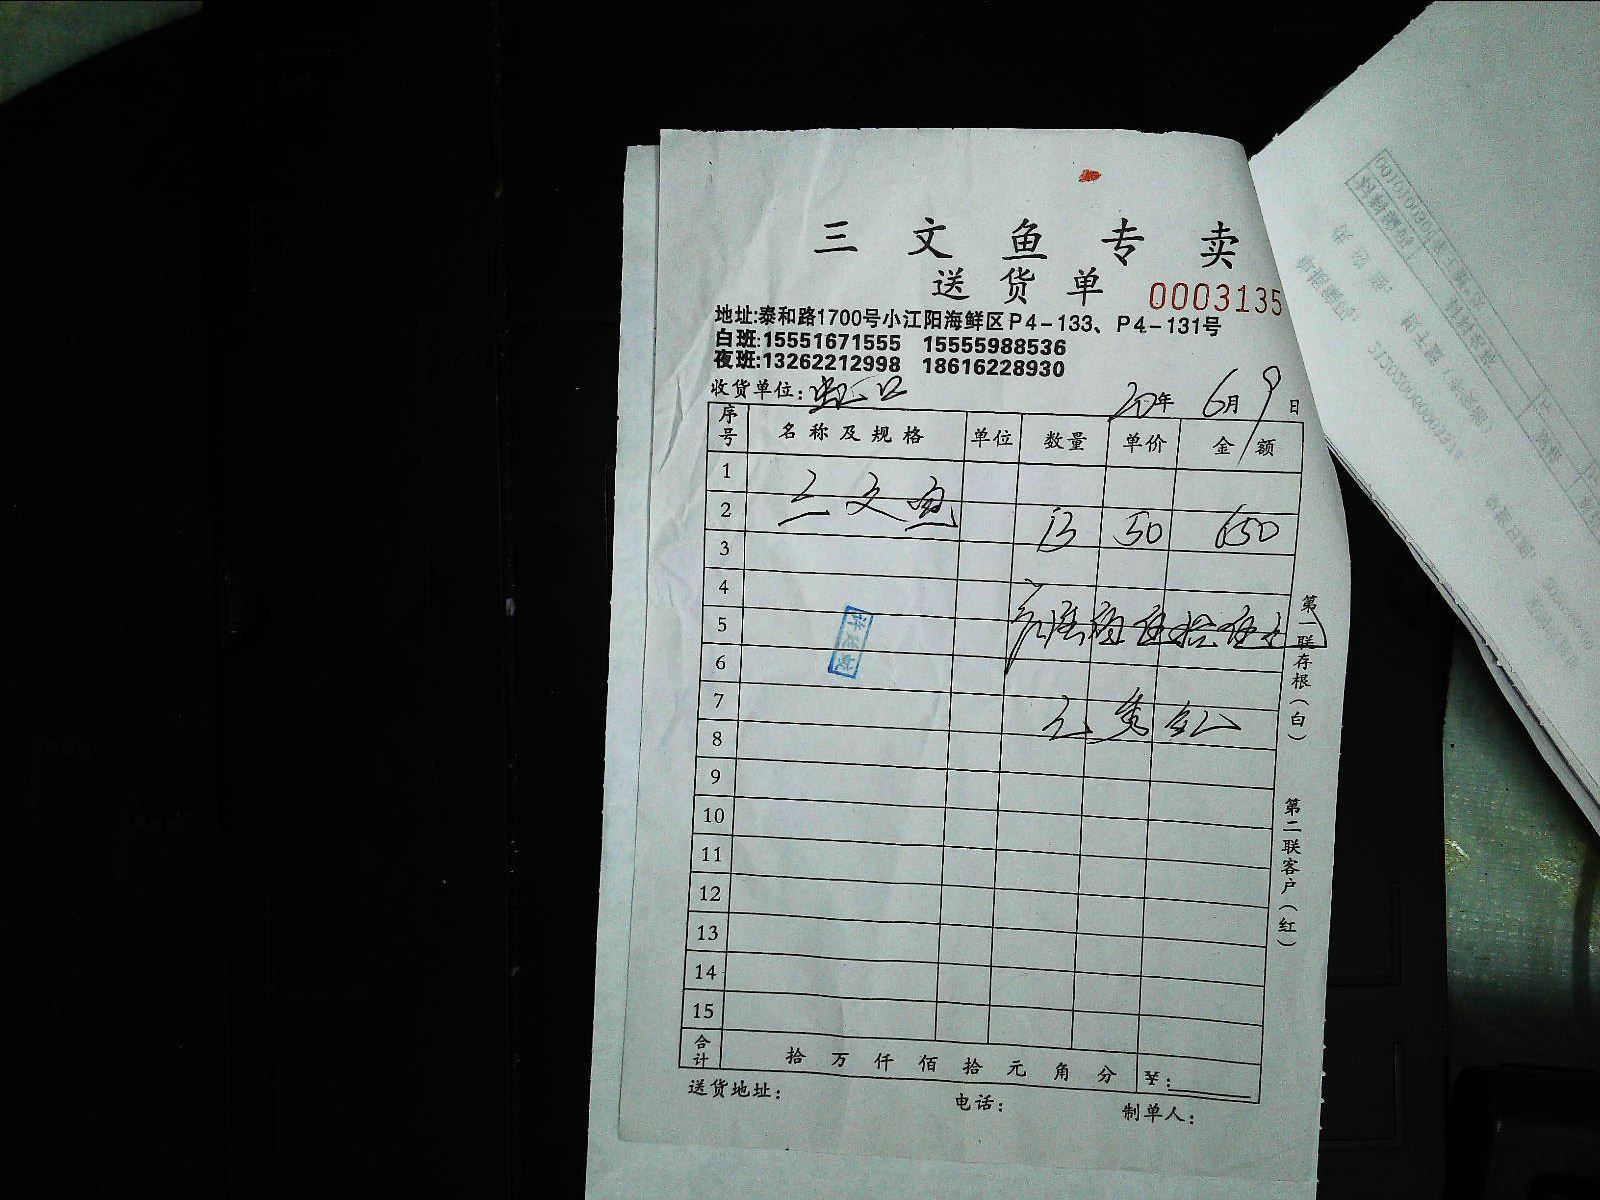 三文鱼专卖
送货单 0003135
地址:泰和路1700号小江阳海鲜区P4-133、P4-131号
白班:15551671555 15555988536
夜班:13262212998 18616228930
收货单位:虹口 20年 6月 9日
序号 名称及规格 单位 数量 单价 金额
1
2 三文鱼 13 50 650
3
4
5
6
7
8
9
10
11
12
13
14
15
合计 拾万仟佰拾元角分 ¥:
送货地址: 电话: 制单人:
第一联存根(白)
第二联客户(红)